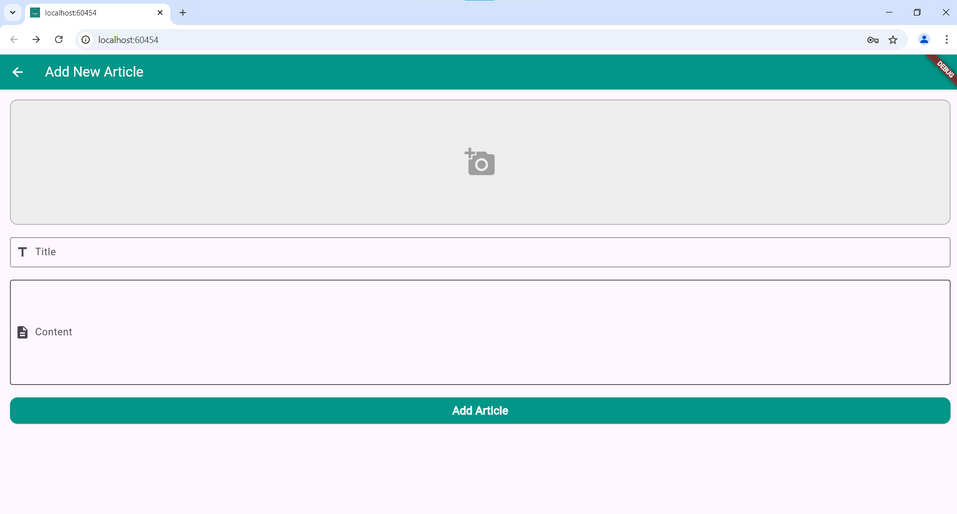 localhost:60454
localhost:60454
Add New Article
DEBUG
Title
Content
Add Article